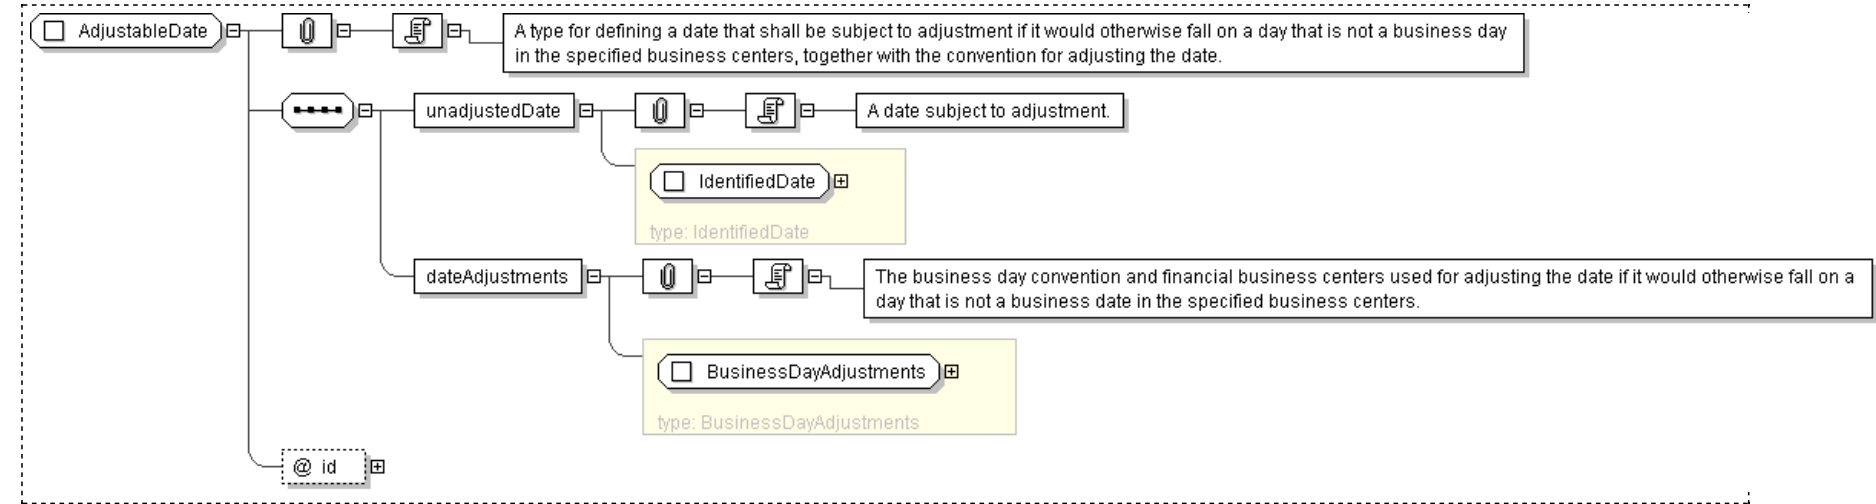 AdjustableDate
A type for defining a date that shall be subject to adjustment if it would otherwise fall on a day that is not a business day
in the specified business centers, together with the convention for adjusting the date.
unadjustedDate
A date subject to adjustment.
IdentifiedDate
type: IdentifiedDate
dateAdjustments
The business day convention and financial business centers used for adjusting the date if it would otherwise fall on a
day that is not a business date in the specified business centers.
BusinessDayAdjustments
type: BusinessDayAdjustments
@ id